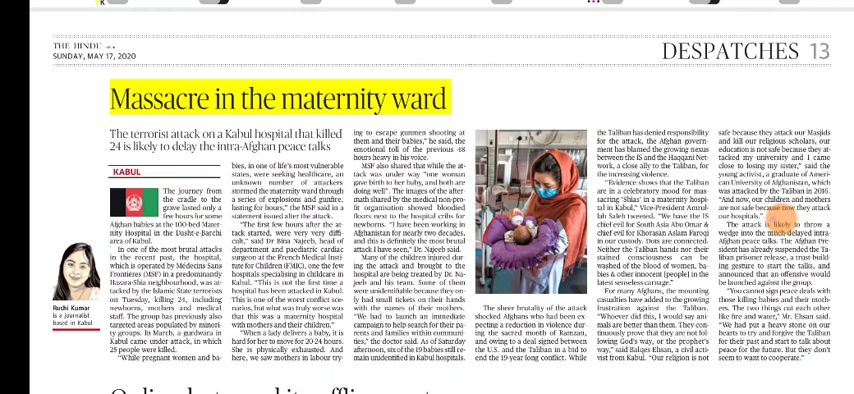 THE HINDU
SUNDAY, MAY 17, 2020
DESPATCHES 13
Massacre in the maternity ward
The terrorist attack on a Kabul hospital that killed
24 is likely to delay the intra-Afghan peace talks
KABUL
The journey from
the cradle to the
grave lasted only a
few hours for some
Afghan babies at the 100-bed Mater-
nity Hospital in the Dasht-e-Barchi
area of Kabul.
In one of the most brutal attacks
in the recent past, the hospital,
which is operated by Médecins Sans
Frontières (MSF) in a predominantly
Hazara-Shia neighbourhood, was at-
tacked by the Islamic State terrorists
on Tuesday, killing 24, including
newborns, mothers and medical
staff. The group has previously also
targeted areas populated by minori-
ty groups. In March, a gurdwara in
Kabul came under attack, in which
25 people were killed.
"While pregnant women and ba-
Ruchi Kumar
is a journalist
based in Kabul
bies, in one of life's most vulnerable
states, were seeking healthcare, an
unknown number of attackers
stormed the maternity ward through
a series of explosions and gunfire,
lasting for hours," the MSF said in a
statement issued after the attack.
"The first few hours after the at-
tack started, were very very diffi-
cult," said Dr Bina Najeeb, head of
department and paediatric cardiac
surgeon at the French Medical Insti-
tute for Children (FMIC), one the few
hospitals specialising in childcare in
Kabul. "This is not the first time a
hospital has been attacked in Kabul.
This is one of the worst conflict sce-
narios, but what was truly worse was
that this was a maternity hospital
with mothers and their children."
"When a lady delivers a baby, it is
hard for her to move for 20-24 hours.
She is physically exhausted. And
here, we saw mothers in labour try-
ing to escape gunmen shooting at
them and their babies," he said, the
emotional toll of the previous 48
hours heavy in his voice.
MSF also shared that while the at-
tack was under way "one woman
gave birth to her baby, and both are
doing well". The images of the after-
math shared by the medical non-pro-
fit organisation showed bloodied
floors next to the hospital cribs for
newborns. "I have been working in
Afghanistan for nearly two decades,
and this is definitely the most brutal
attack I have seen," Dr. Najeeb said.
Many of the children injured dur-
ing the attack and brought to the
hospital are being treated by Dr. Na-
jeeb and his team. Some of them
were unidentifiable because they on-
ly had small tickets on their hands
with the names of their mothers.
"We had to launch an immediate
campaign to help search for their pa-
rents and families within communi-
ties," the doctor said. As of Saturday
afternoon, six of the 19 babies still re-
main unidentified in Kabul hospitals.
The sheer brutality of the attack
shocked Afghans who had been ex-
pecting a reduction in violence dur-
ing the sacred month of Ramzan,
and owing to a deal signed between
the U.S. and the Taliban in a bid to
end the 19-year-long conflict. While
the Taliban has denied responsibility
for the attack, the Afghan govern-
ment has blamed the growing nexus
between the IS and the Haqqani Net-
work, a close ally to the Taliban, for
the increasing violence.
"Evidence shows that the Taliban
are in a celebratory mood for mas-
sacring 'Shias' in a maternity hospi-
tal in Kabul," Vice-President Amrul-
lah Saleh tweeted. "We have the IS
chief evil for South Asia Abu Omar &
chief evil for Khorasan Aslam Faroqi
in our custody. Dots are connected.
Neither the Taliban hands nor their
stained conscience can be
washed of the blood of women, ba-
bies & other innocent [people] in the
latest senseless carnage."
For many Afghans, the mounting
casualties have added to the growing
frustration against the Taliban.
"Whoever did this, I would say ani-
mals are better than them. They con-
tinuously prove that they are not fol-
lowing God's way, or the prophet's
way," said Balqes Ehsan, a civil acti-
vist from Kabul. "Our religion is not
safe because they attack our Masjids
and kill our religious scholars, our
education is not safe because they at-
tacked my university and I came
close to losing my sister," said the
young activist, a graduate of Ameri-
can University of Afghanistan, which
was attacked by the Taliban in 2016.
"And now, our children and mothers
are not safe because now they attack
our hospitals."
The attack is likely to throw a
wedge into the much-delayed intra-
Afghan peace talks. The Afghan Pre-
sident has already suspended the Ta-
liban prisoner release, a trust-build-
ing gesture to start the talks, and
announced that an offensive would
be launched against the group.
"You cannot sign peace deals with
those killing babies and their moth-
ers. The two things cut each other
like fire and water," Mr. Ehsan said.
"We had put a heavy stone on our
hearts to try and forgive the Taliban
for their past and start to talk about
peace for the future. But they don't
seem to want to cooperate."